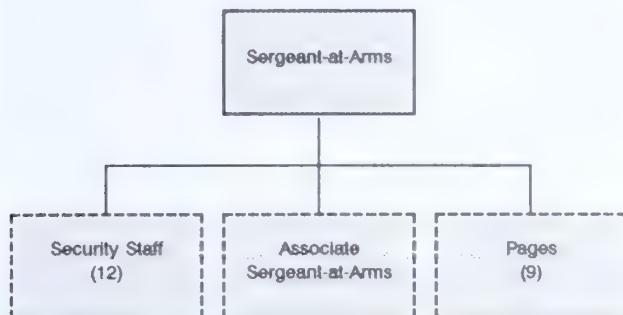 Sergeant-at-Arms
Security Staff
(12)
Associate
Sergeant-at-Arms
Pages
(9)